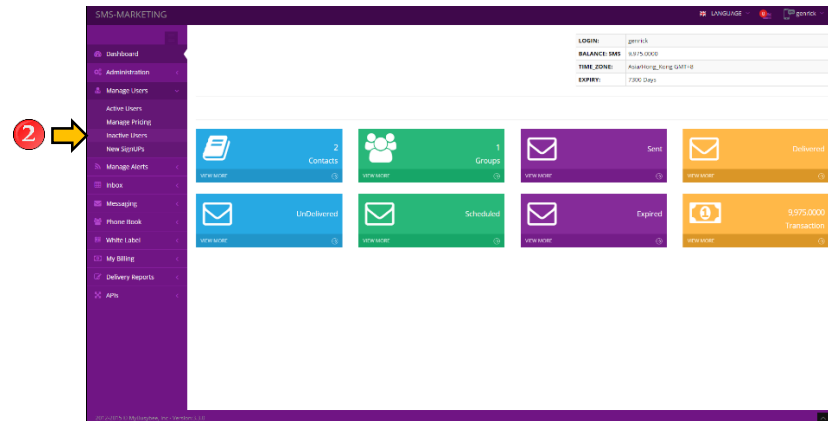 SMS-MARKETING
LANGUAGE
genrick
LOGIN: genrick
BALANCE: SMS 9,975.0000
TIME_ZONE: Asia/Hong_Kong GMT+8
EXPIRY: 7300 Days
Dashboard
Administration
Manage Users
Active Users
Manage Pricing
Inactive Users
New SignUPs
Manage Alerts
Inbox
Messaging
Phone Book
White Label
My Billing
Delivery Reports
APIs
2
2
Contacts
VIEW MORE
1
Groups
VIEW MORE
Sent
VIEW MORE
Delivered
VIEW MORE
UnDelivered
VIEW MORE
Scheduled
VIEW MORE
Expired
VIEW MORE
9,975.0000
Transaction
VIEW MORE